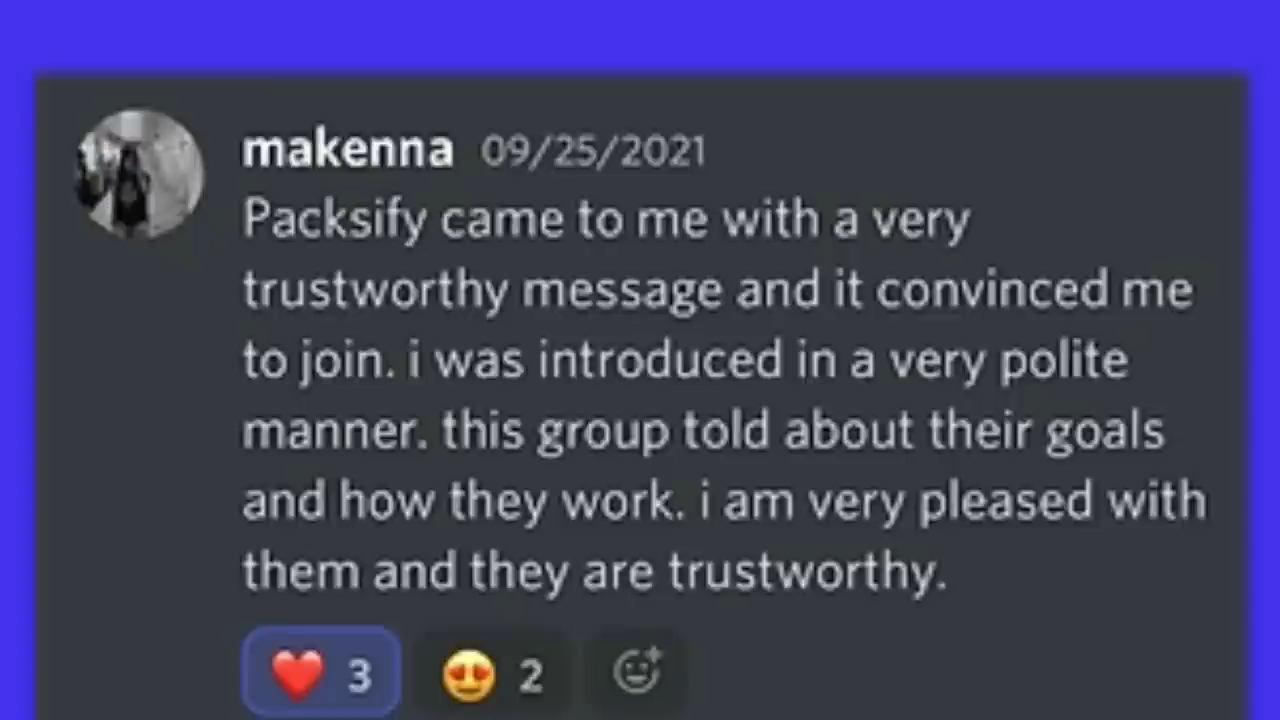 makenna 09/25/2021
Packsify came to me with a very
trustworthy message and it convinced me
to join. i was introduced in a very polite
manner. this group told about their goals
and how they work. i am very pleased with
them and they are trustworthy.
3 2